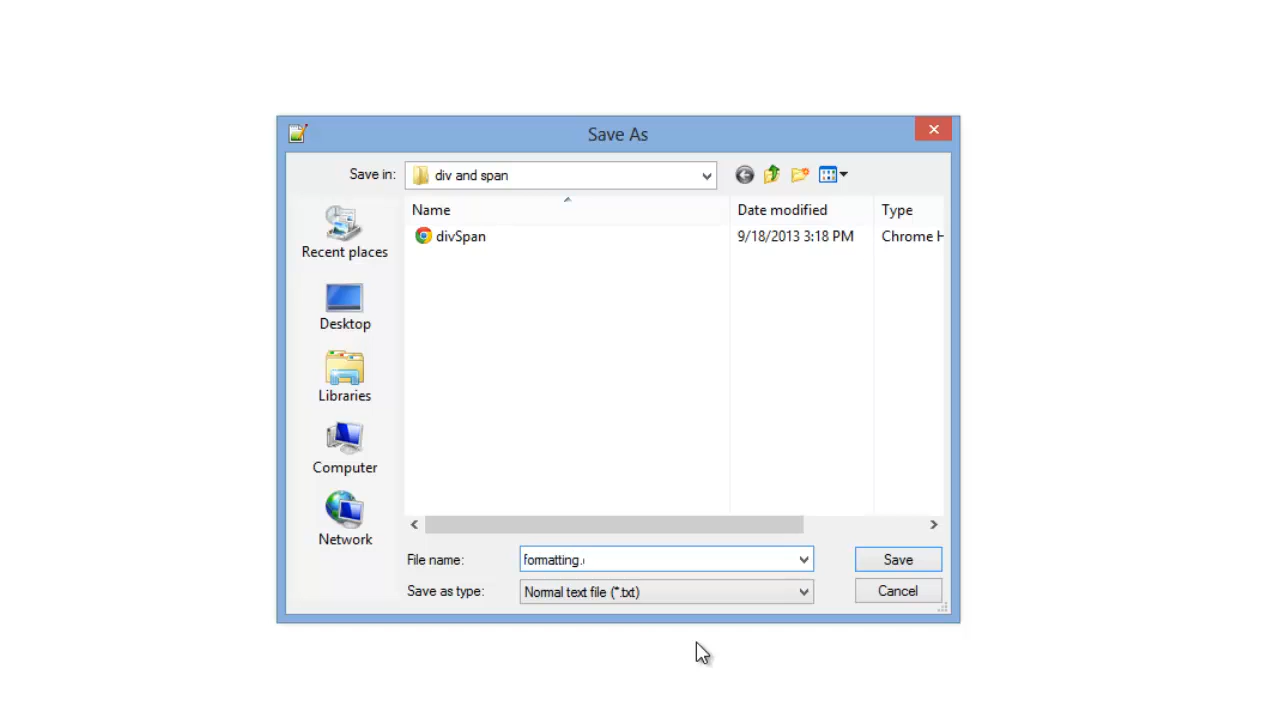 Save As
Save in: div and span
Name Date modified Type
divSpan 9/18/2013 3:18 PM Chrome H
Recent places
Desktop
Libraries
Computer
Network
File name: formatting. Save
Save as type: Normal text file (*.txt) Cancel